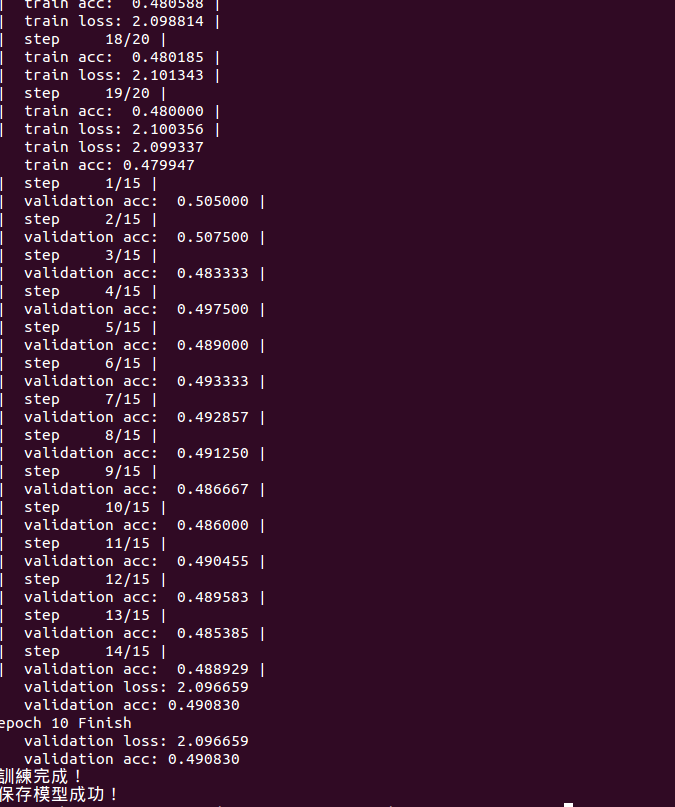 | train acc: 0.480588 |
| train loss: 2.098814 |
| step 18/20 |
| train acc: 0.480185 |
| train loss: 2.101343 |
| step 19/20 |
| train acc: 0.480000 |
| train loss: 2.100356 |
train loss: 2.099337
train acc: 0.479947
| step 1/15 |
| validation acc: 0.505000 |
| step 2/15 |
| validation acc: 0.507500 |
| step 3/15 |
| validation acc: 0.483333 |
| step 4/15 |
| validation acc: 0.497500 |
| step 5/15 |
| validation acc: 0.489000 |
| step 6/15 |
| validation acc: 0.493333 |
| step 7/15 |
| validation acc: 0.492857 |
| step 8/15 |
| validation acc: 0.491250 |
| step 9/15 |
| validation acc: 0.486667 |
| step 10/15 |
| validation acc: 0.486000 |
| step 11/15 |
| validation acc: 0.490455 |
| step 12/15 |
| validation acc: 0.489583 |
| step 13/15 |
| validation acc: 0.485385 |
| step 14/15 |
| validation acc: 0.488929 |
validation loss: 2.096659
validation acc: 0.490830
epoch 10 Finish
validation loss: 2.096659
validation acc: 0.490830
訓練完成！
保存模型成功！